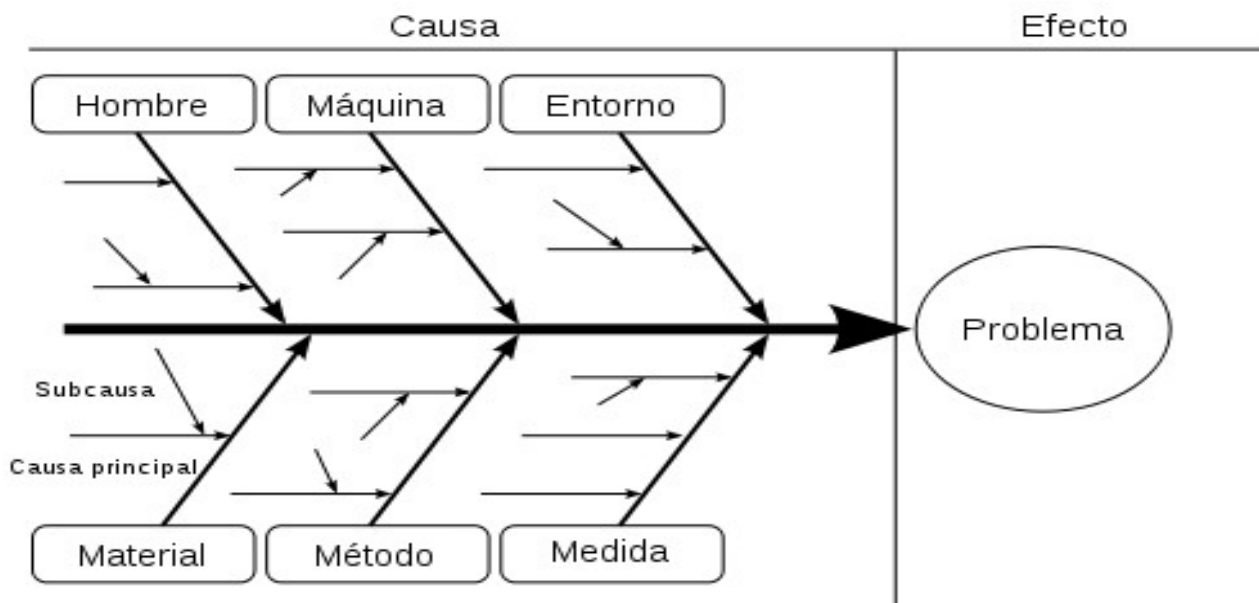 Causa
Efecto
Hombre
Máquina
Entorno
Problema
Subcausa
Causa principal
Material
Método
Medida